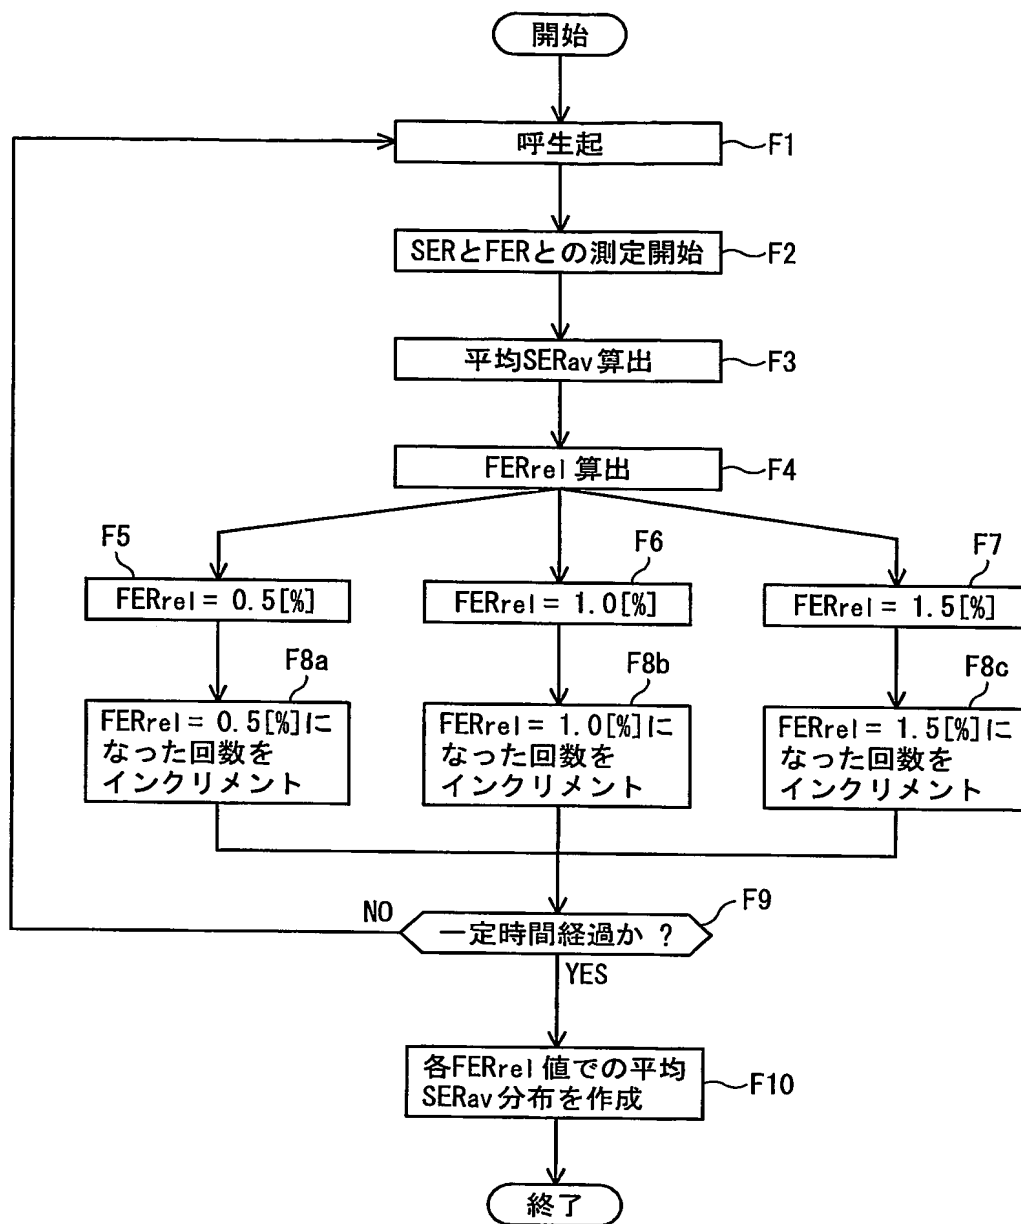 開始
呼生起
F1
SERとFERとの測定開始
F2
平均SERav算出
F3
FERrel算出
F4
F5
FERrel= 0.5[%]
F6
FERrel= 1.0[%]
F7
FERrel= 1.5[%]
F8a
FERrel= 0.5[%]に
なった回数を
インクリメント
F8b
FERrel= 1.0[%]に
なった回数を
インクリメント
F8c
FERrel= 1.5[%]に
なった回数を
インクリメント
F9
NO
一定時間経過か ?
YES
各FERrel値での平均
SERav分布を作成
F10
終了